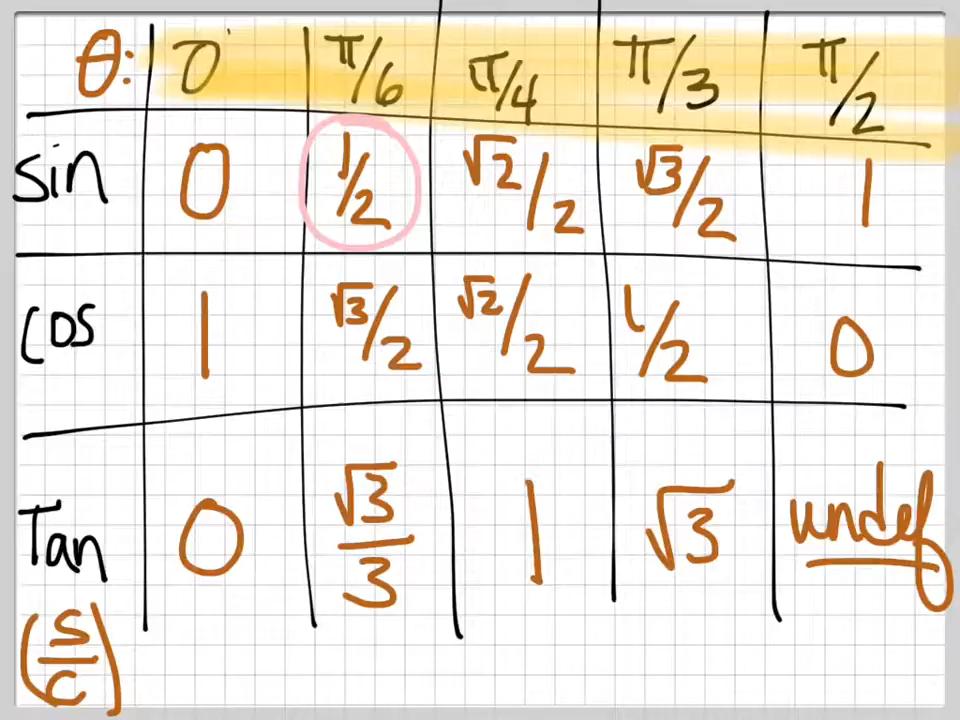 θ: 0 π/6 π/4 π/3 π/2
sin 0 1/2 √2/2 √3/2 1
cos 1 √3/2 √2/2 1/2 0
Tan 0 √3/3 1 √3 undef
(S/C)